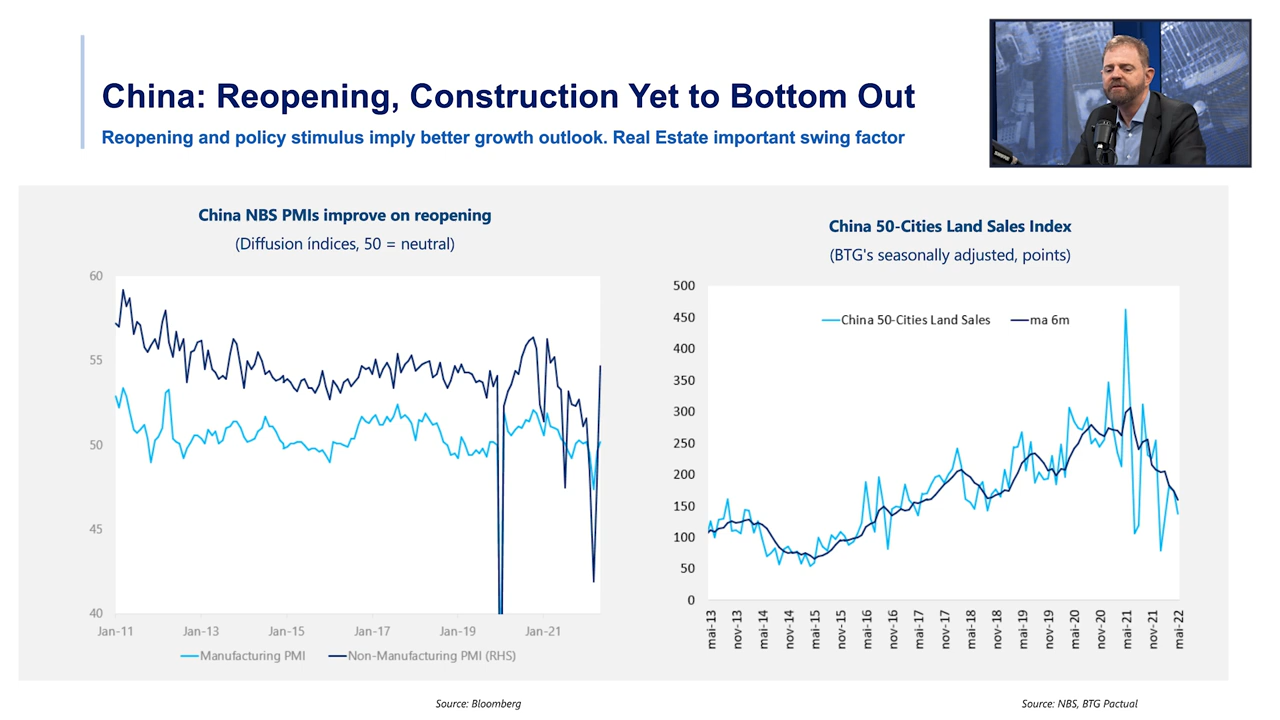 China: Reopening, Construction Yet to Bottom Out
Reopening and policy stimulus imply better growth outlook. Real Estate important swing factor
China NBS PMIs improve on reopening
(Diffusion índices, 50 = neutral)
60
55
50
45
40
Jan-11 Jan-13 Jan-15 Jan-17 Jan-19 Jan-21
Manufacturing PMI Non-Manufacturing PMI (RHS)
Source: Bloomberg
China 50-Cities Land Sales Index
(BTG's seasonally adjusted, points)
500
450
400
350
300
250
200
150
100
50
0
China 50-Cities Land Sales ma 6m
mai-13 nov-13 mai-14 nov-14 mai-15 nov-15 mai-16 nov-16 mai-17 nov-17 mai-18 nov-18 mai-19 nov-19 mai-20 nov-20 mai-21 nov-21 mai-22
Source: NBS, BTG Pactual